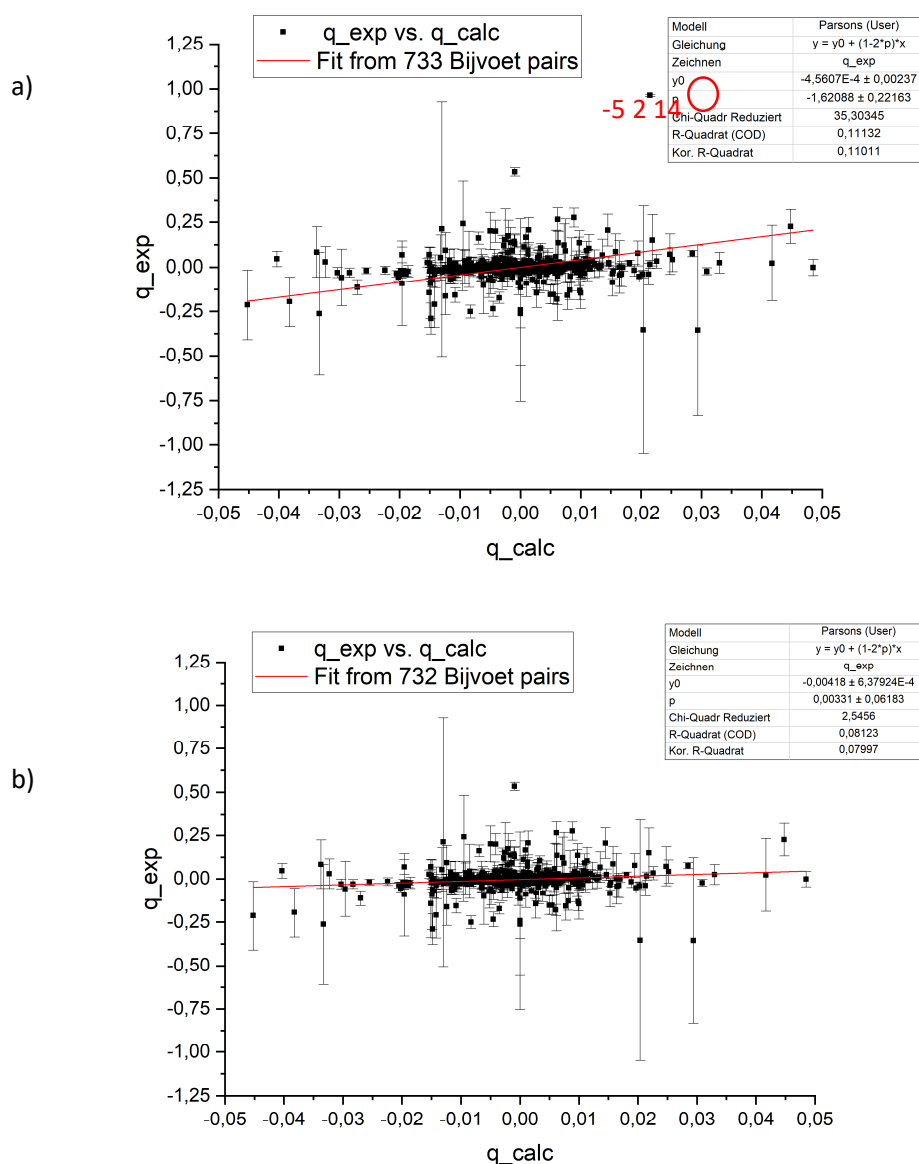 a)
q_exp vs. q_calc
Fit from 733 Bijvoet pairs
Modell Parsons (User)
Gleichung y = y0 + (1-2*p)*x
Zeichnen q_exp
y0 -4,5607E-4 ± 0,00237
p -1,62088 ± 0,22163
Chi-Quadr Reduziert 35,30345
R-Quadrat (COD) 0,11132
Kor. R-Quadrat 0,11011
-5 2 14
1,25
1,00
0,75
0,50
0,25
0,00
-0,25
-0,50
-0,75
-1,00
-1,25
q_exp
-0,05 -0,04 -0,03 -0,02 -0,01 0,00 0,01 0,02 0,03 0,04 0,05
q_calc
b)
q_exp vs. q_calc
Fit from 732 Bijvoet pairs
Modell Parsons (User)
Gleichung y = y0 + (1-2*p)*x
Zeichnen q_exp
y0 -0,00418 ± 6,37924E-4
p 0,00331 ± 0,06183
Chi-Quadr Reduziert 2,5456
R-Quadrat (COD) 0,08123
Kor. R-Quadrat 0,07997
1,25
1,00
0,75
0,50
0,25
0,00
-0,25
-0,50
-0,75
-1,00
-1,25
q_exp
-0,05 -0,04 -0,03 -0,02 -0,01 0,00 0,01 0,02 0,03 0,04 0,05
q_calc